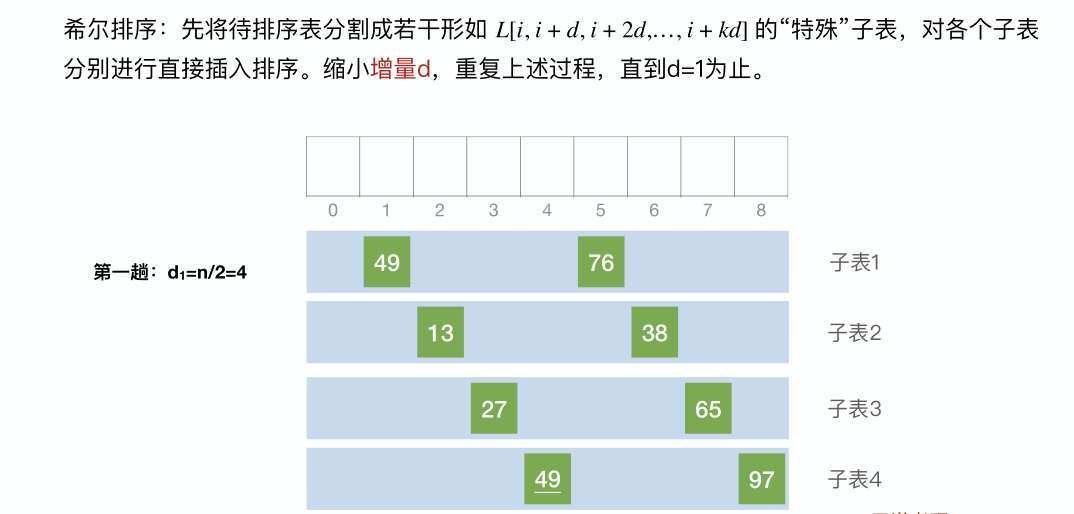 希尔排序：先将待排序表分割成若干形如 L[i, i + d, i + 2d,…, i + kd] 的“特殊”子表，对各个子表
分别进行直接插入排序。缩小增量d，重复上述过程，直到d=1为止。
0 1 2 3 4 5 6 7 8
第一趟：d₁=n/2=4
49 76 子表1
13 38 子表2
27 65 子表3
49 97 子表4